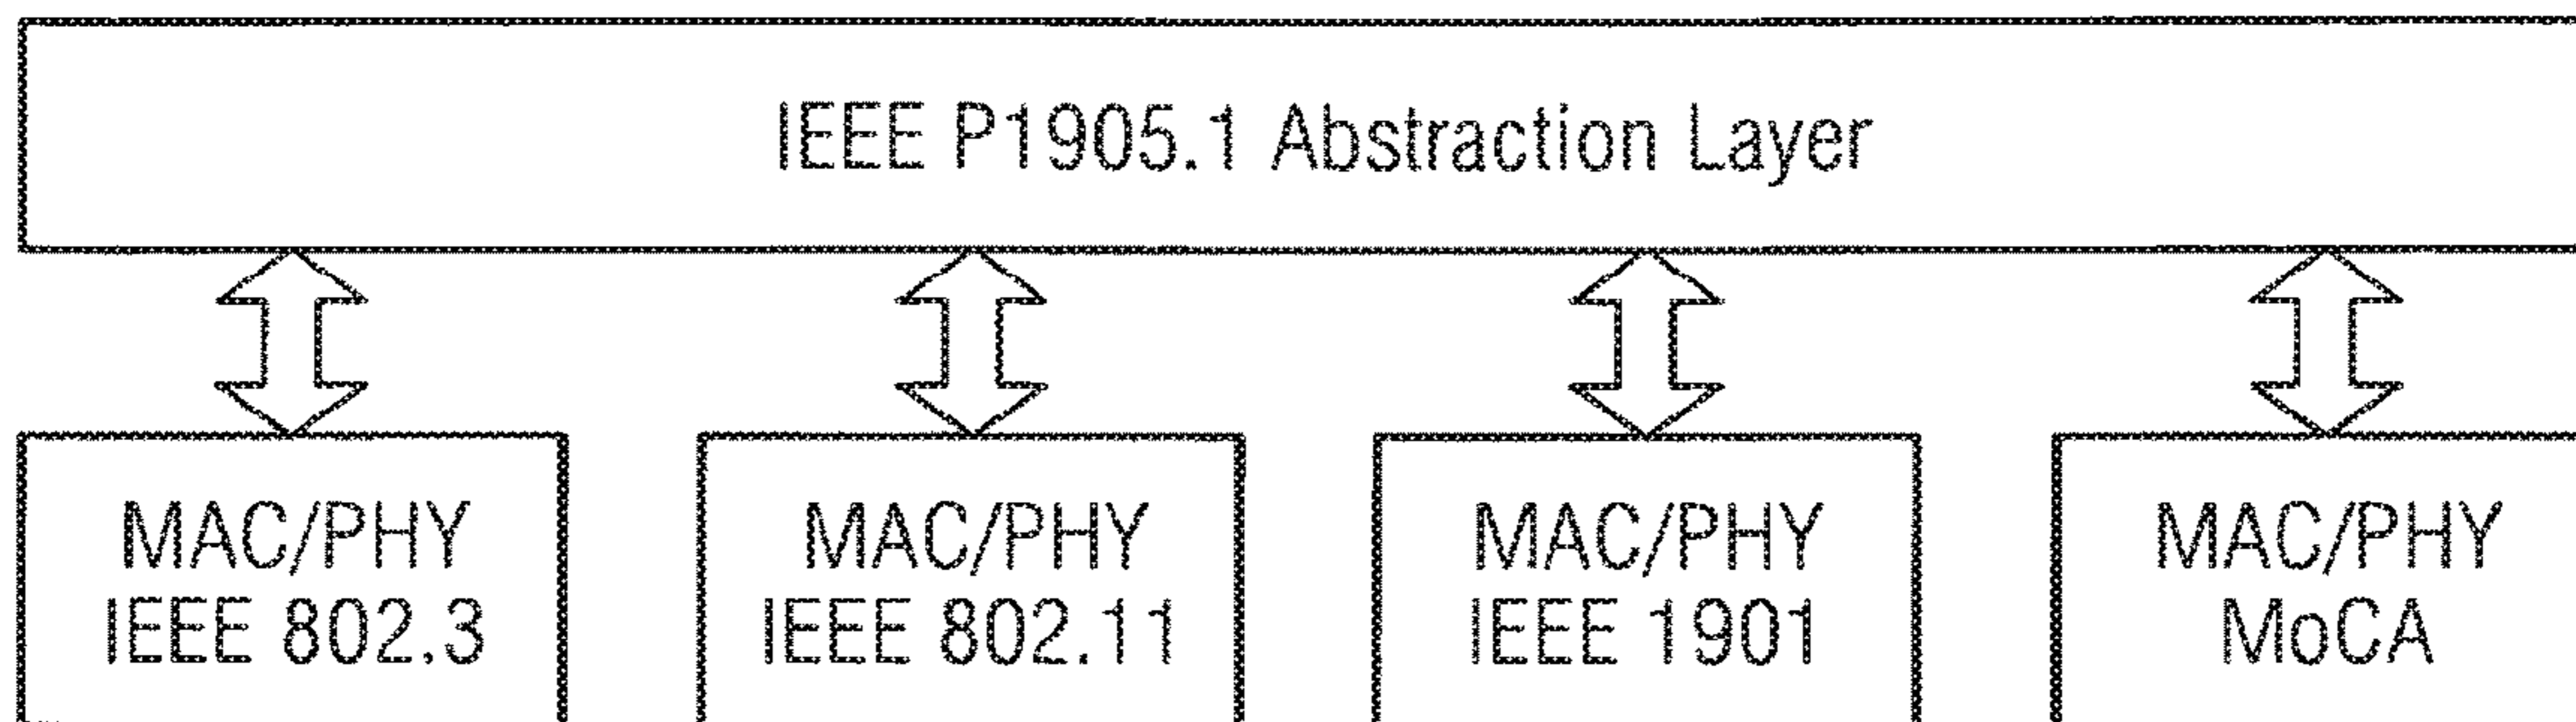 IEEE P1905.1 Abstraction Layer
MAC/PHY
IEEE 802.3
MAC/PHY
IEEE 802.11
MAC/PHY
IEEE 1901
MAC/PHY
MoCA